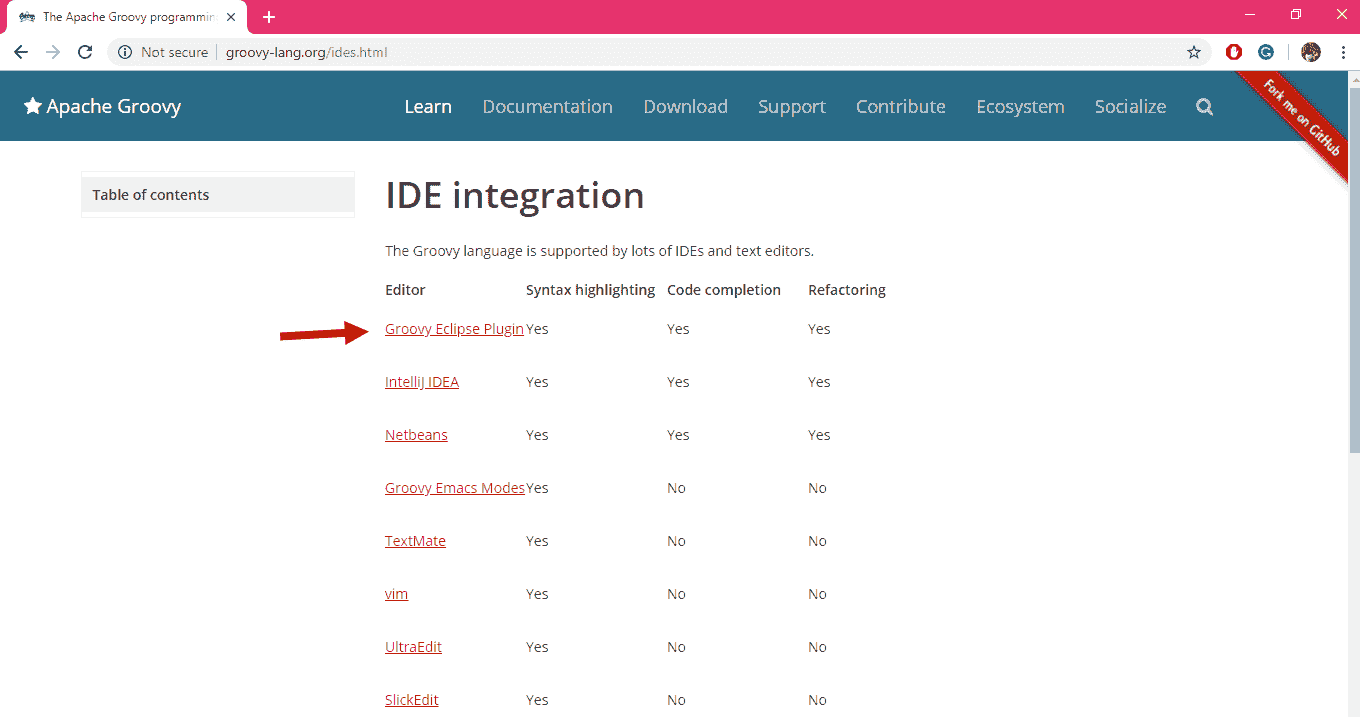 The Apache Groovy programmin
Not secure
groovy-lang.org/ides.html
Apache Groovy
Learn
Documentation
Download
Support
Contribute
Ecosystem
Socialize
Fork me on GitHub
Table of contents
IDE integration
The Groovy language is supported by lots of IDEs and text editors.
Editor Syntax highlighting Code completion Refactoring
Groovy Eclipse Plugin Yes Yes Yes
IntelliJ IDEA Yes Yes Yes
Netbeans Yes Yes Yes
Groovy Emacs Modes Yes No No
TextMate Yes No No
vim Yes No No
UltraEdit Yes No No
SlickEdit Yes No No